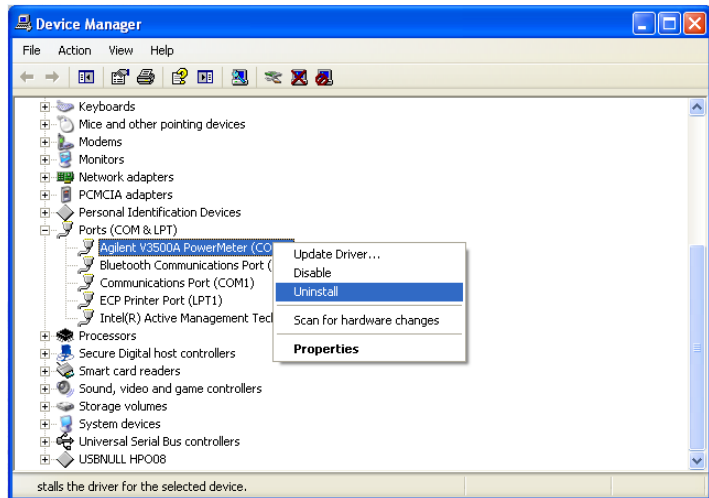 Device Manager
File Action View Help
Keyboards
Mice and other pointing devices
Modems
Monitors
Network adapters
PCMCIA adapters
Personal Identification Devices
Ports (COM & LPT)
Agilent V3500A PowerMeter (CO
Bluetooth Communications Port (
Communications Port (COM1)
ECP Printer Port (LPT1)
Intel(R) Active Management Tecl
Processors
Secure Digital host controllers
Smart card readers
Sound, video and game controllers
Storage volumes
System devices
Universal Serial Bus controllers
USBNULL HPO08
Update Driver...
Disable
Uninstall
Scan for hardware changes
Properties
stalls the driver for the selected device.